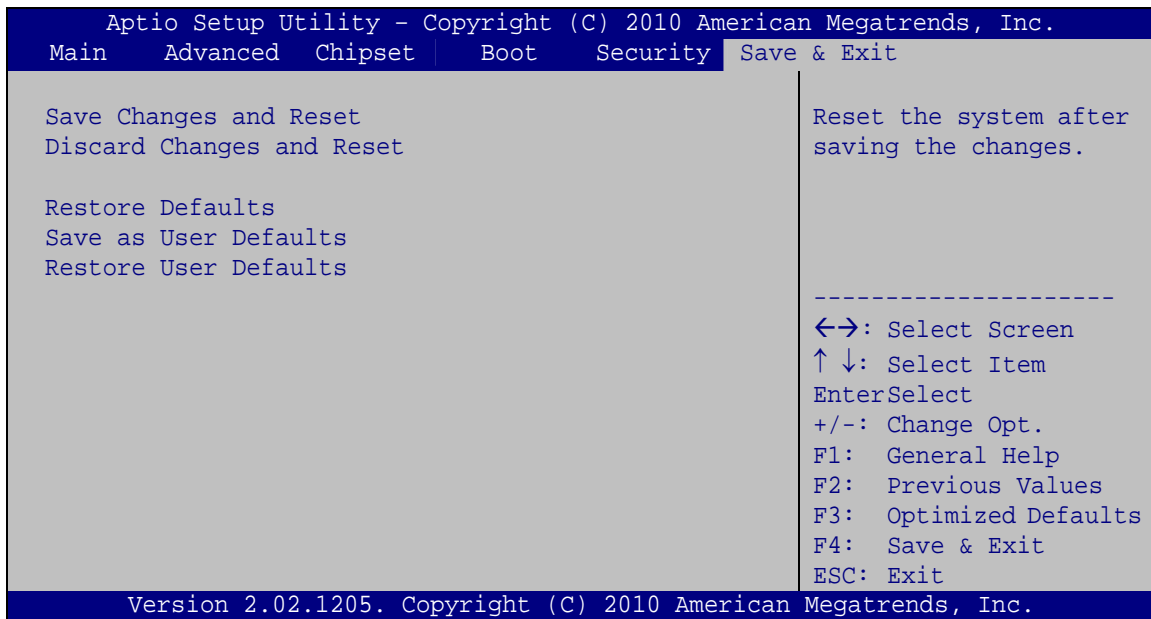 Aptio Setup Utility – Copyright (C) 2010 American Megatrends, Inc.
Main Advanced Chipset Boot Security Save & Exit
Save Changes and Reset
Discard Changes and Reset
Restore Defaults
Save as User Defaults
Restore User Defaults
Reset the system after
saving the changes.
---------------------
←→: Select Screen
↑ ↓: Select Item
EnterSelect
+/-: Change Opt.
F1: General Help
F2: Previous Values
F3: Optimized Defaults
F4: Save & Exit
ESC: Exit
Version 2.02.1205. Copyright (C) 2010 American Megatrends, Inc.